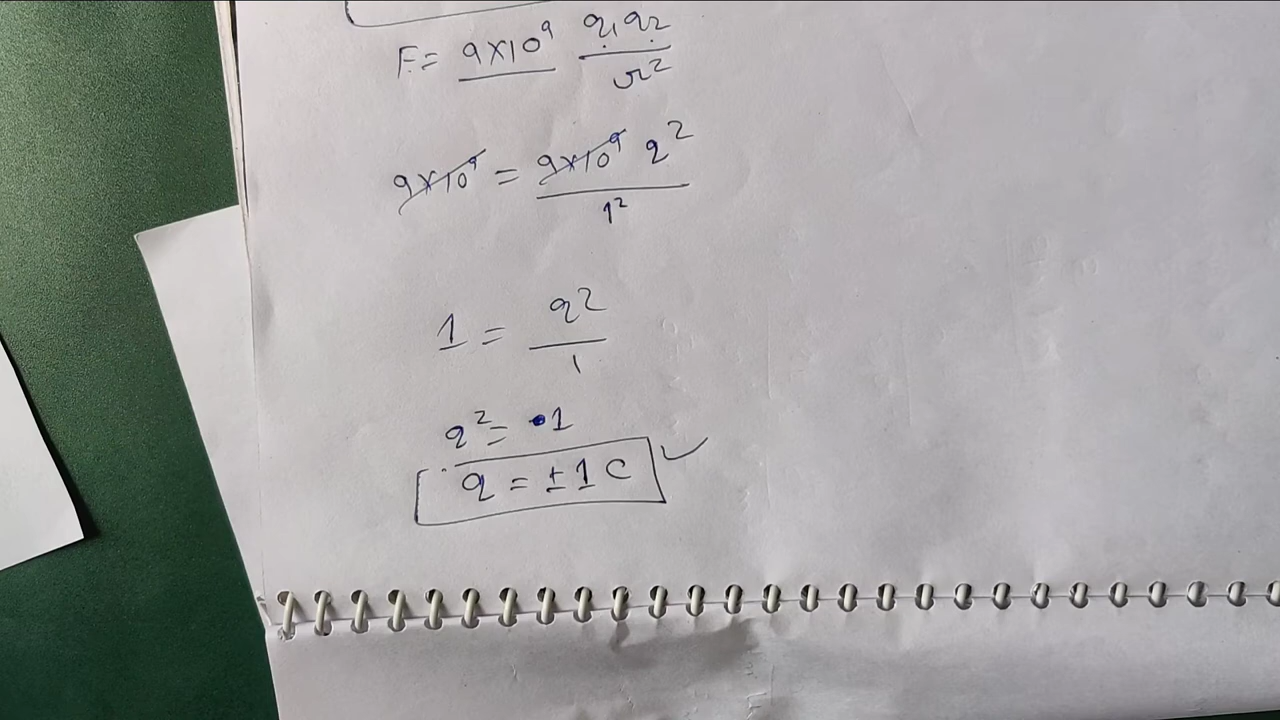 F = 9×10⁹ q₁q₂/r²
9×10⁹ = 9×10⁹ q²/1²
1 = q²/1
q² = 1
q = ±1 C